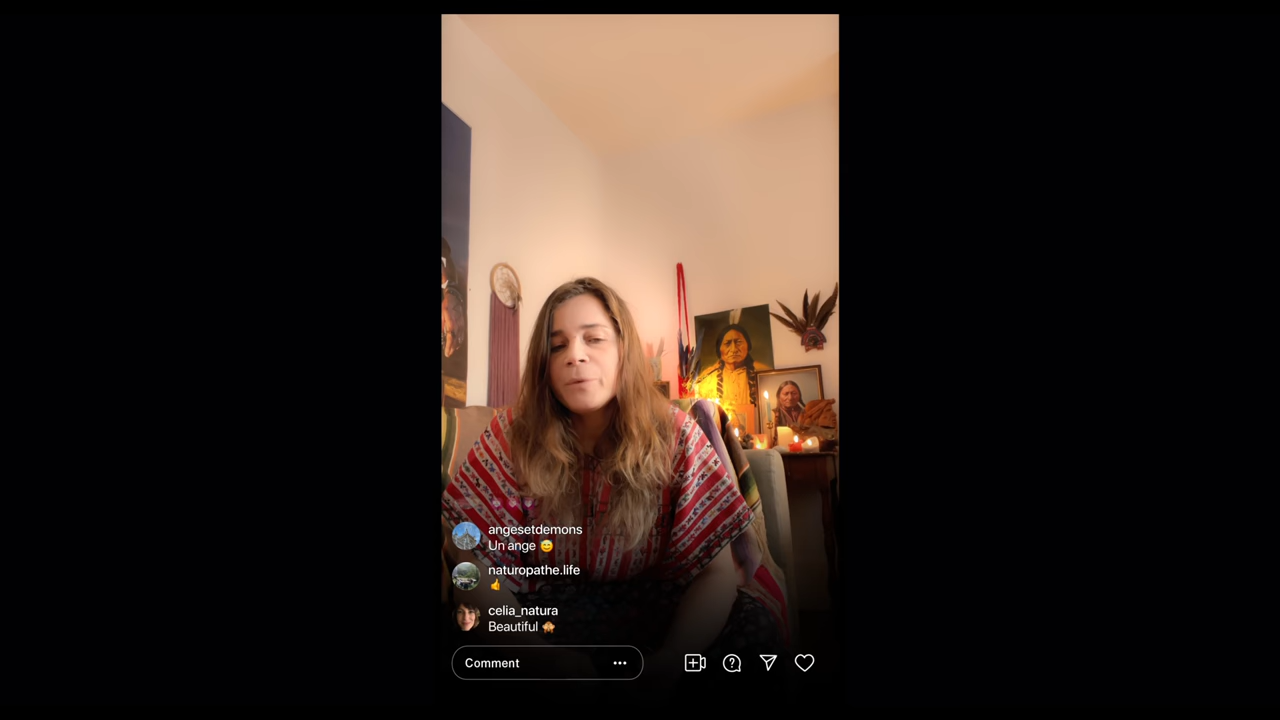 angesetdemons
Un ange 😇
naturopathe.life
👍
celia_natura
Beautiful 🙈
Comment